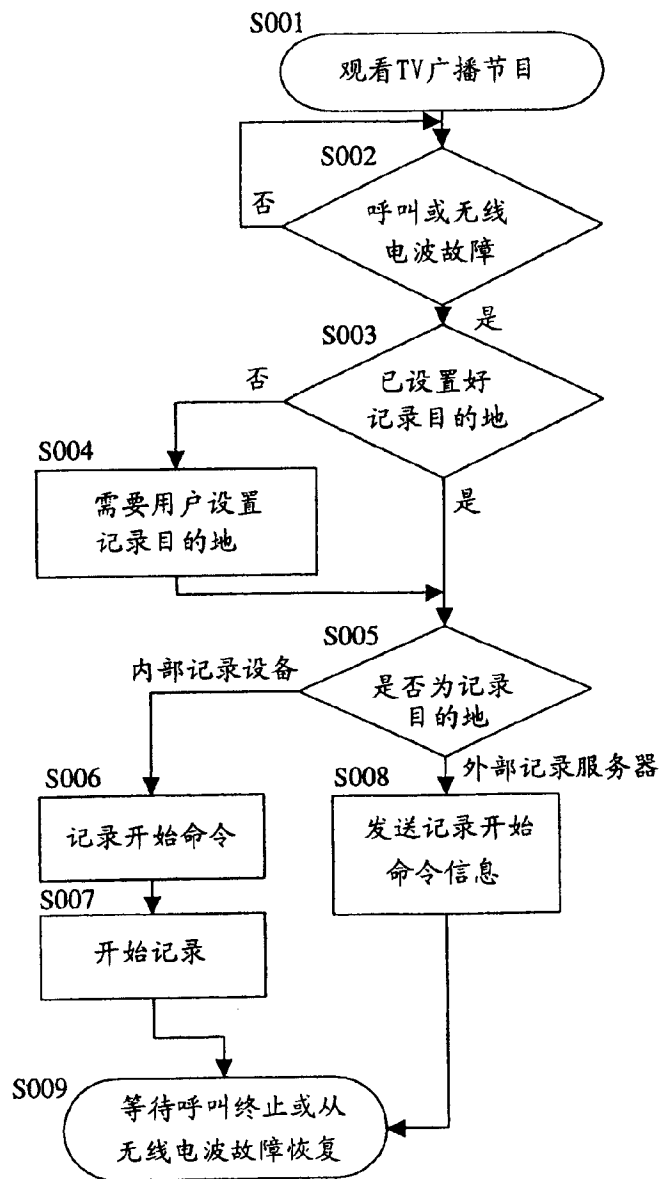 S001
观看TV广播节目
S002
否
呼叫或无线
电波故障
是
S003
否
已设置好
记录目的地
S004
需要用户设置
记录目的地
是
S005
内部记录设备
是否为记录
目的地
外部记录服务器
S006
记录开始命令
S008
发送记录开始
命令信息
S007
开始记录
S009
等待呼叫终止或从
无线电波故障恢复